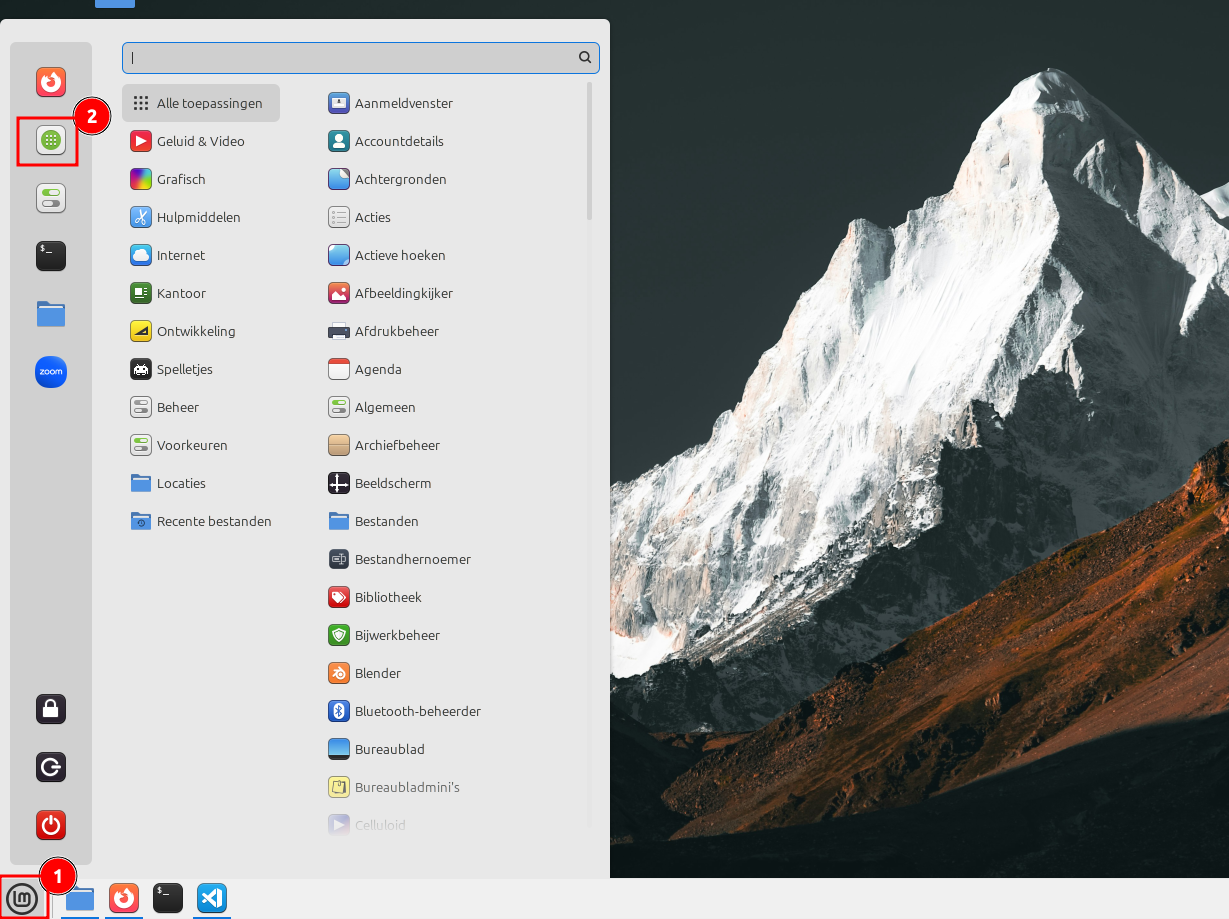 2
Alle toepassingen
Geluid & Video
Grafisch
Hulpmiddelen
Internet
Kantoor
Ontwikkeling
Spelletjes
Beheer
Voorkeuren
Locaties
Recente bestanden
Aanmeldvenster
Accountdetails
Achtergronden
Acties
Actieve hoeken
Afbeeldingkijker
Afdrukbeheer
Agenda
Algemeen
Archiefbeheer
Beeldscherm
Bestanden
Bestandhernoemer
Bibliotheek
Bijwerkbeheer
Blender
Bluetooth-beheerder
Bureaublad
Bureaubladmini's
Celluloid
$_
zoom
1
lm
$_